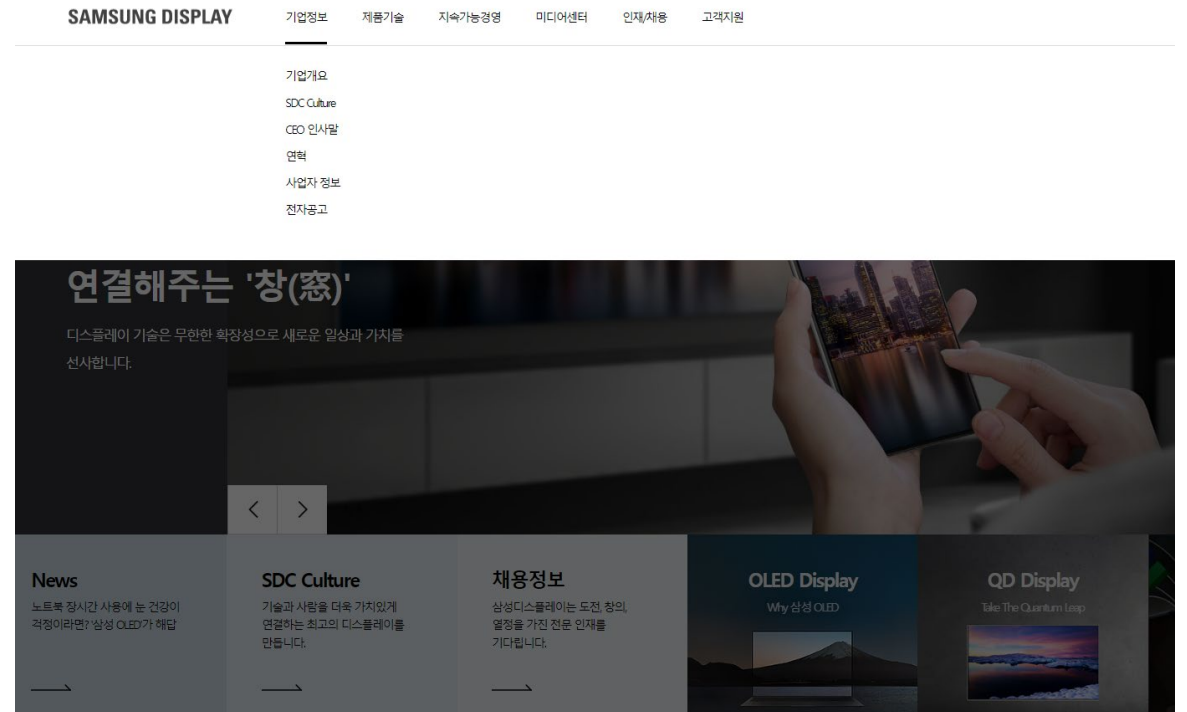 SAMSUNG DISPLAY 기업정보 제품기술 지속가능경영 미디어센터 인재/채용 고객지원
기업개요
SDC Culture
CEO 인사말
연혁
사업자 정보
전자공고
연결해주는 '창(窓)'
디스플레이 기술은 무한한 확장성으로 새로운 일상과 가치를
선사합니다.
News
노트북 장시간 사용에 눈 건강이
걱정이라면? '삼성 OLED'가 해답
SDC Culture
기술과 사람을 더욱 가치있게
연결하는 최고의 디스플레이를
만듭니다.
채용정보
삼성디스플레이는 도전, 창의,
열정을 가진 전문 인재를
기다립니다.
OLED Display
Why 삼성 OLED
QD Display
Take The Quantum Leap